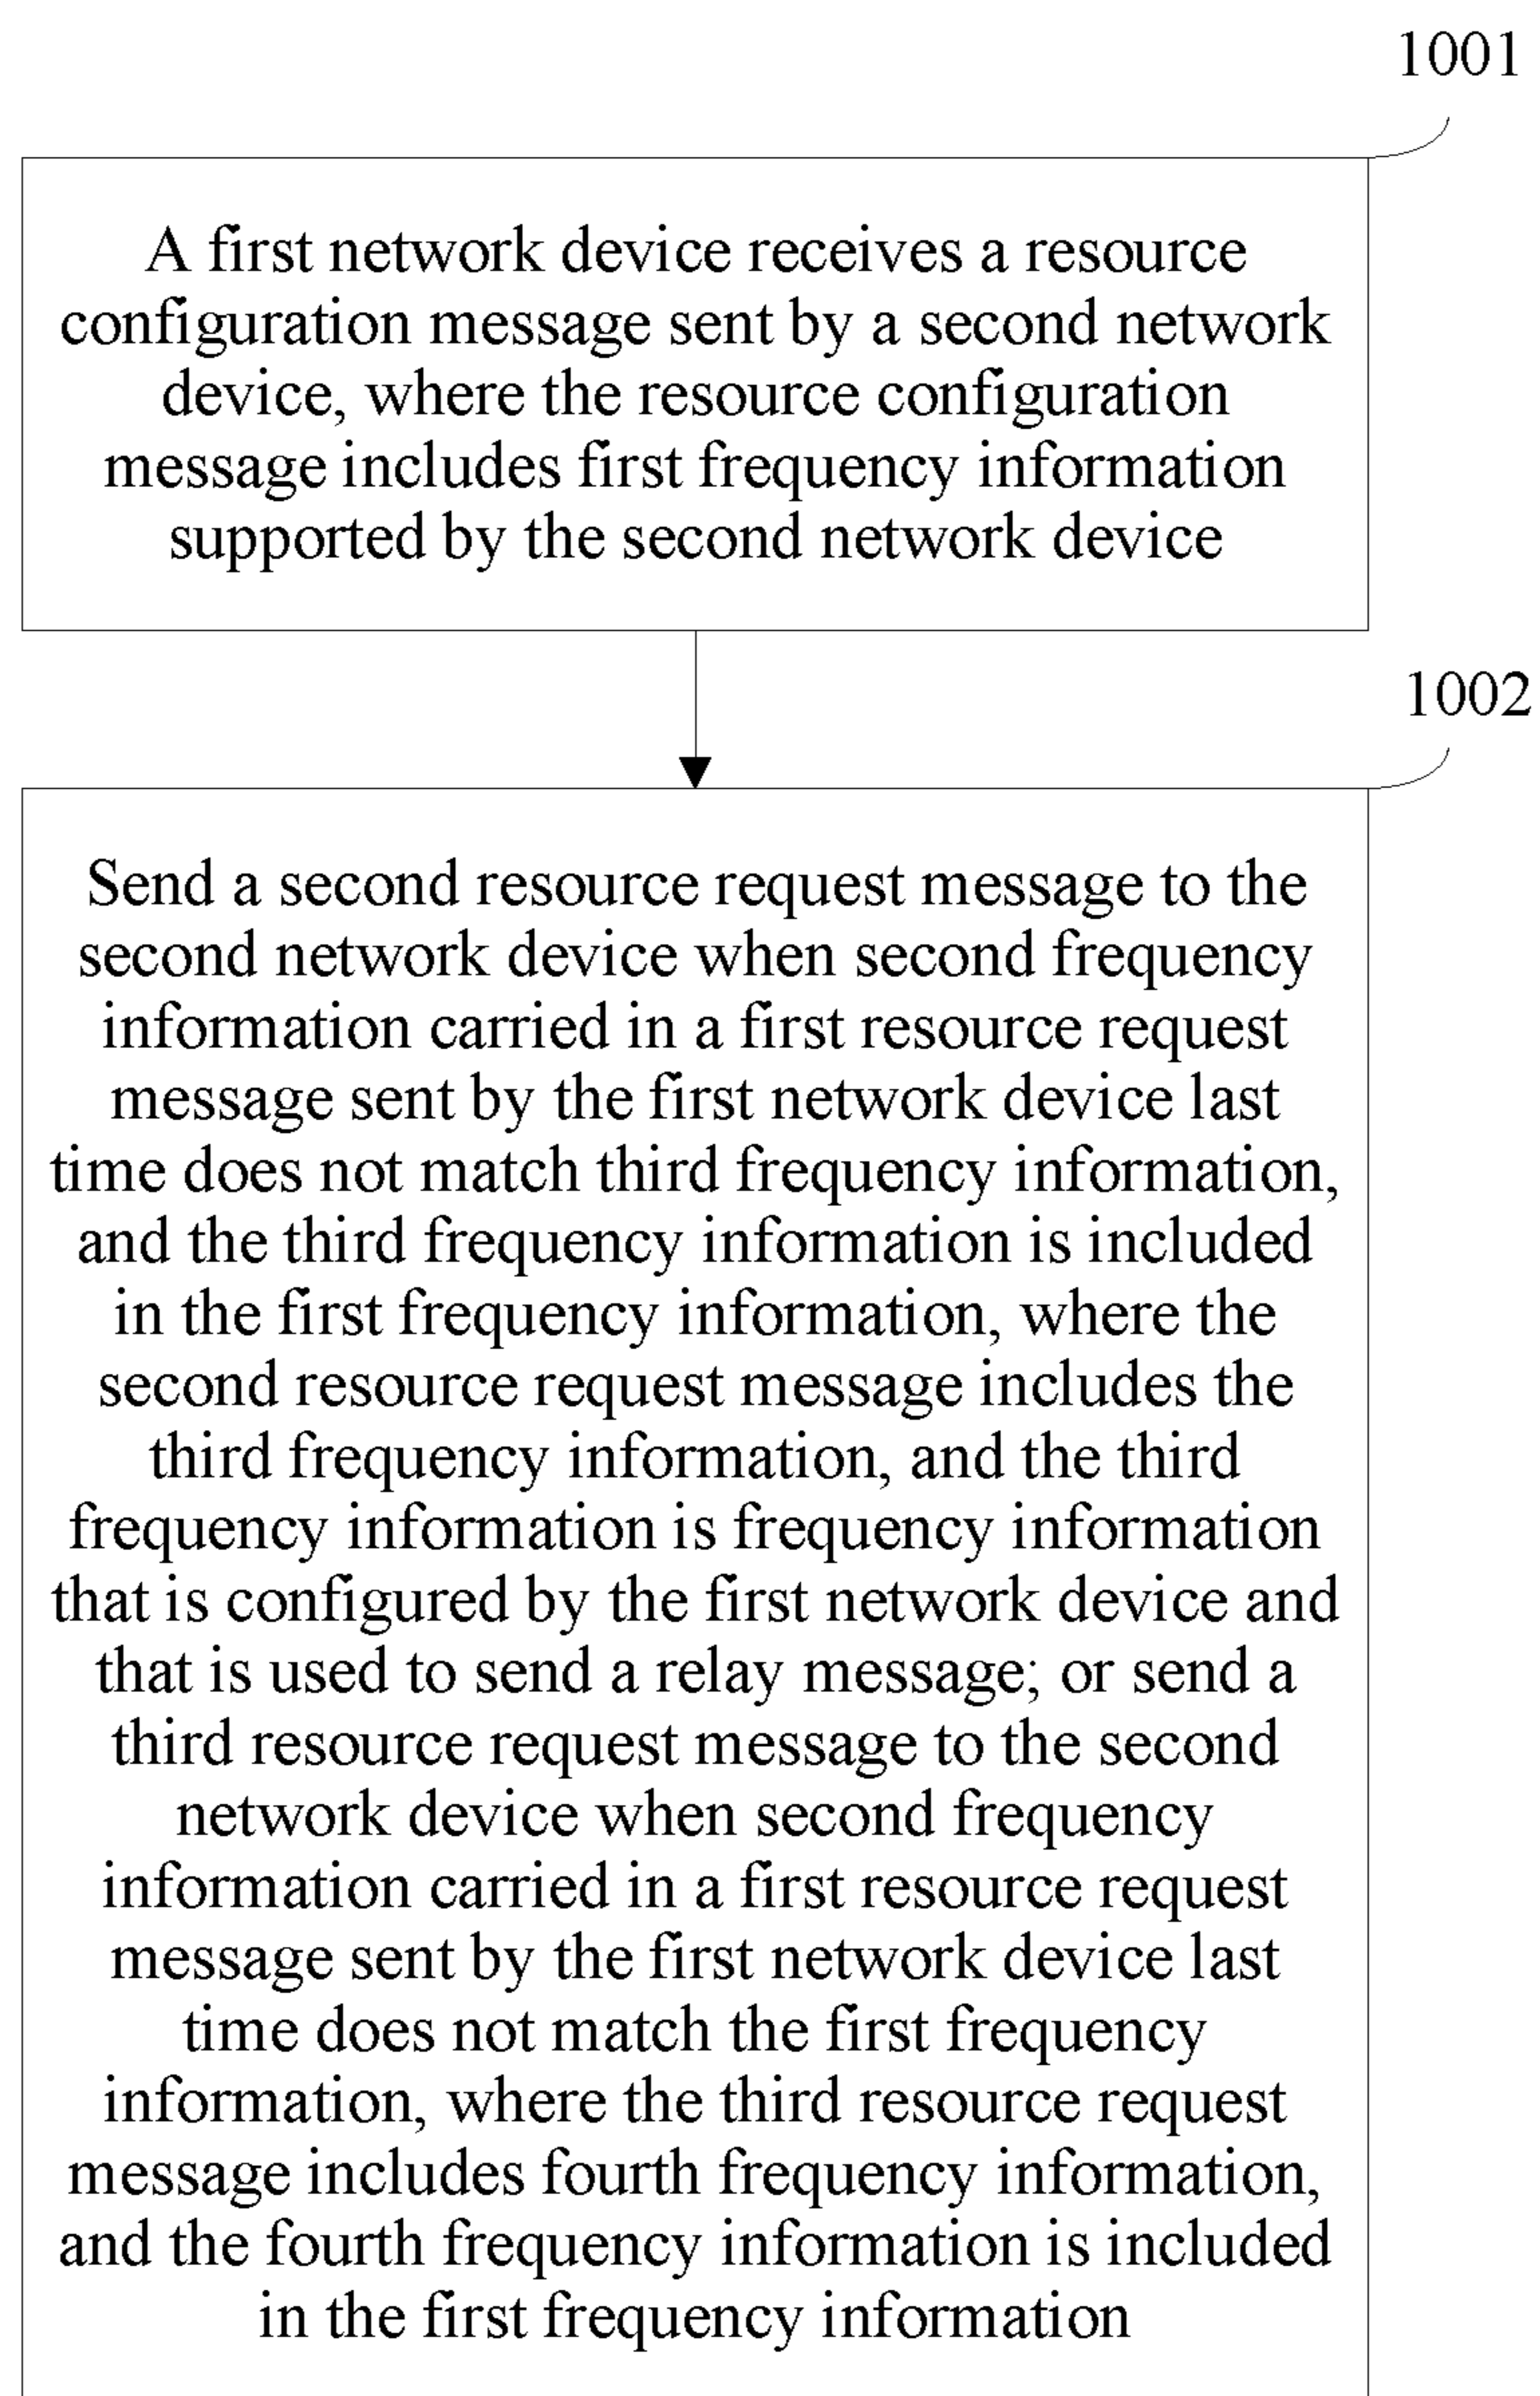 1001
A first network device receives a resource
configuration message sent by a second network
device, where the resource configuration
message includes first frequency information
supported by the second network device
1002
Send a second resource request message to the
second network device when second frequency
information carried in a first resource request
message sent by the first network device last
time does not match third frequency information,
and the third frequency information is included
in the first frequency information, where the
second resource request message includes the
third frequency information, and the third
frequency information is frequency information
that is configured by the first network device and
that is used to send a relay message; or send a
third resource request message to the second
network device when second frequency
information carried in a first resource request
message sent by the first network device last
time does not match the first frequency
information, where the third resource request
message includes fourth frequency information,
and the fourth frequency information is included
in the first frequency information